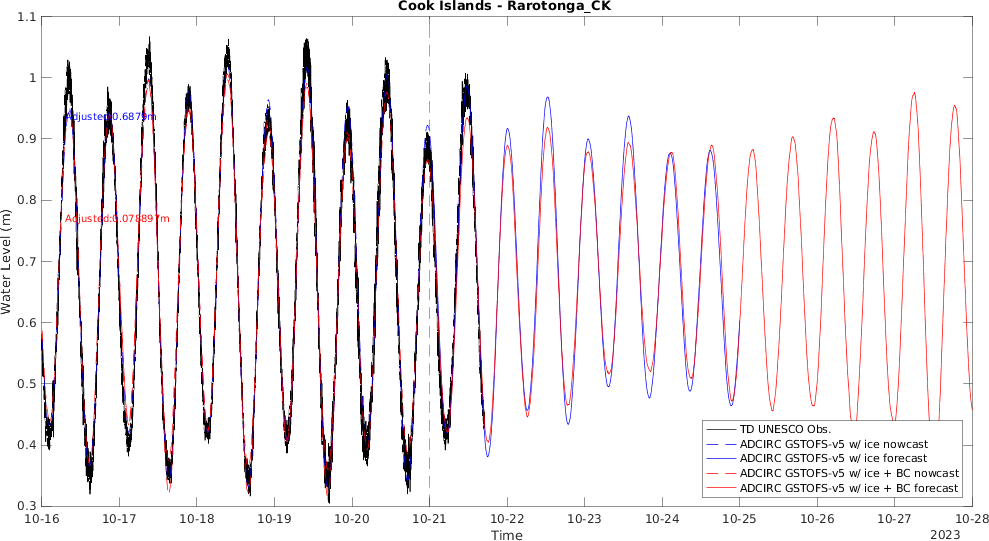 Cook Islands - Rarotonga_CK
1.1
1
0.9
0.8
0.7
0.6
0.5
0.4
0.3
Water Level (m)
Adjusted:0.6879m
Adjusted:0.078897m
TD UNESCO Obs.
ADCIRC GSTOFS-v5 w/ ice nowcast
ADCIRC GSTOFS-v5 w/ ice forecast
ADCIRC GSTOFS-v5 w/ ice + BC nowcast
ADCIRC GSTOFS-v5 w/ ice + BC forecast
10-16 10-17 10-18 10-19 10-20 10-21 10-22 10-23 10-24 10-25 10-26 10-27 10-28
Time
2023